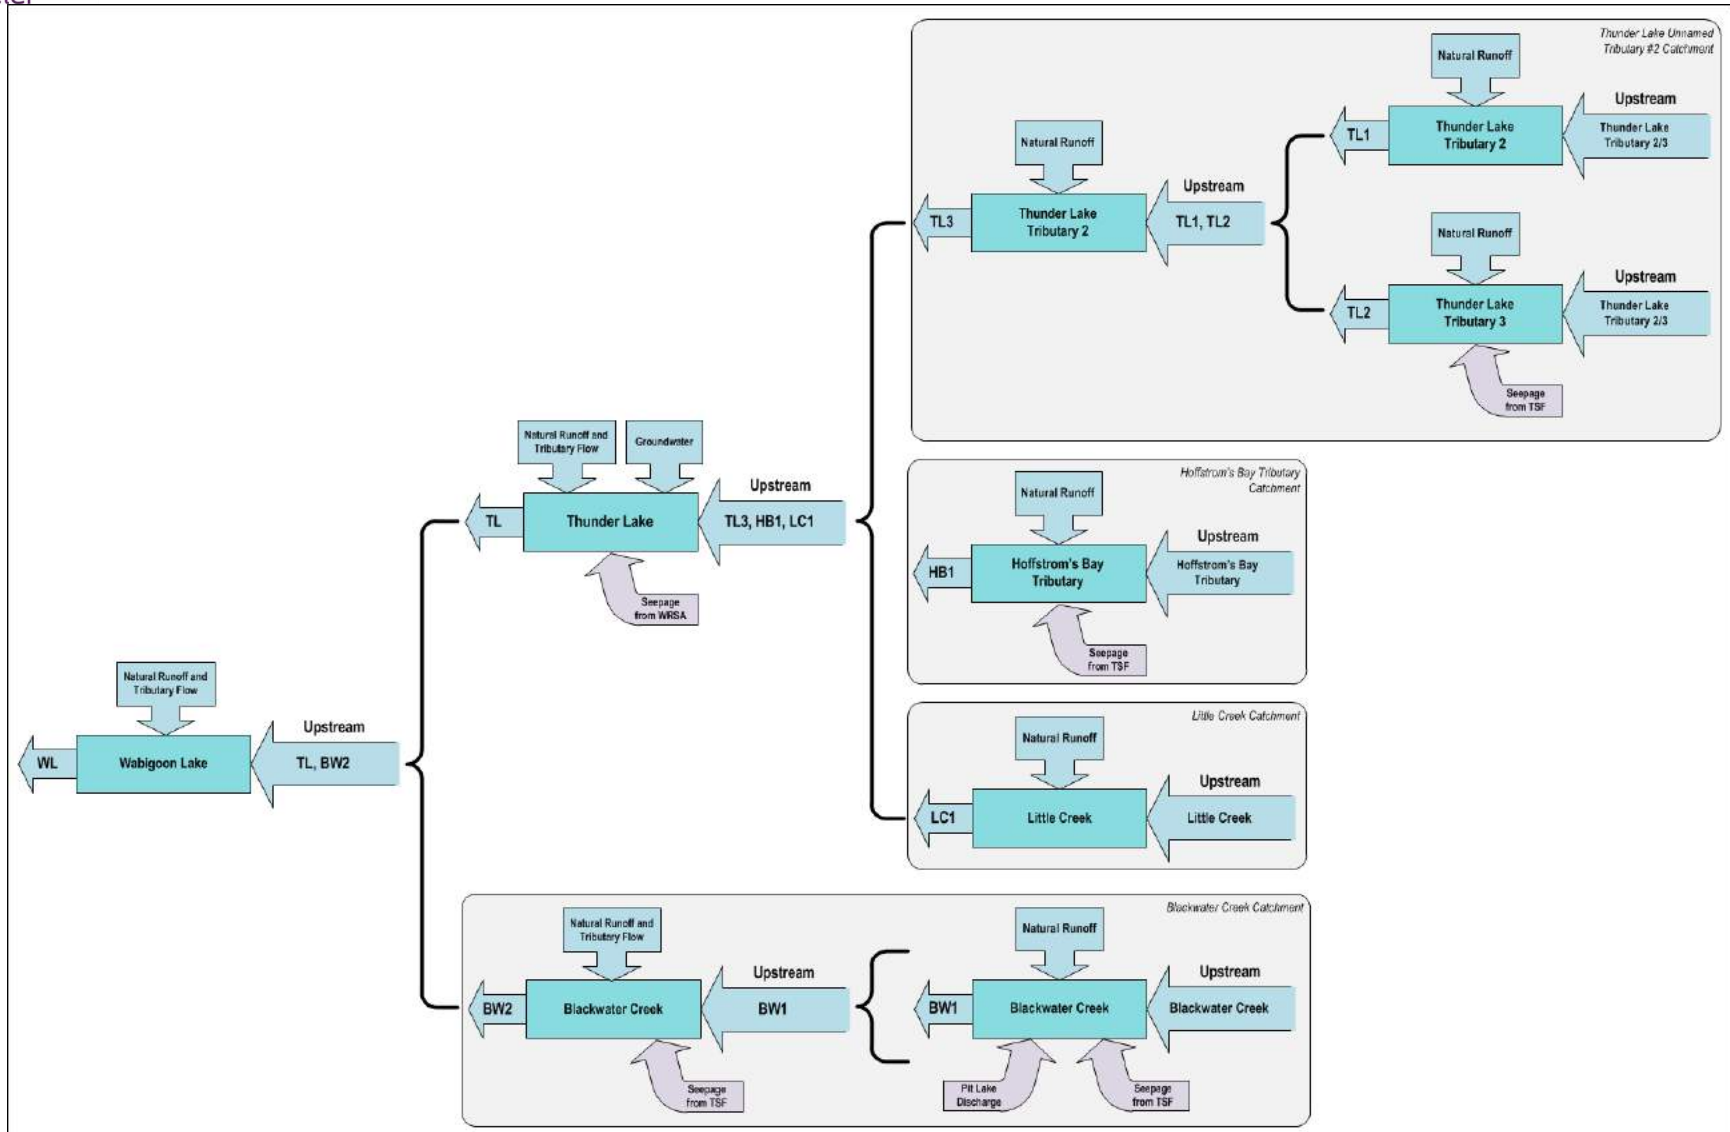 Thunder Lake Unnamed
Tributary #2 Catchment
Natural Runoff
Upstream
TL1
Thunder Lake
Tributary 2
Thunder Lake
Tributary 2/3
Natural Runoff
Upstream
TL3
Thunder Lake
Tributary 2
TL1, TL2
Natural Runoff
Upstream
TL2
Thunder Lake
Tributary 3
Thunder Lake
Tributary 2/3
Seepage
from TSF
Natural Runoff and
Tributary Flow
Groundwater
Upstream
TL
Thunder Lake
TL3, HB1, LC1
Seepage
from WRSA
Hoffstrom's Bay Tributary
Catchment
Natural Runoff
Upstream
HB1
Hoffstrom's Bay
Tributary
Hoffstrom's Bay
Tributary
Seepage
from TSF
Natural Runoff and
Tributary Flow
Upstream
WL
Wabigoon Lake
TL, BW2
Little Creek Catchment
Natural Runoff
Upstream
LC1
Little Creek
Little Creek
Blackwater Creek Catchment
Natural Runoff and
Tributary Flow
Upstream
BW2
Blackwater Creek
BW1
Seepage
from TSF
Natural Runoff
Upstream
BW1
Blackwater Creek
Blackwater Creek
Pit Lake
Discharge
Seepage
from TSF